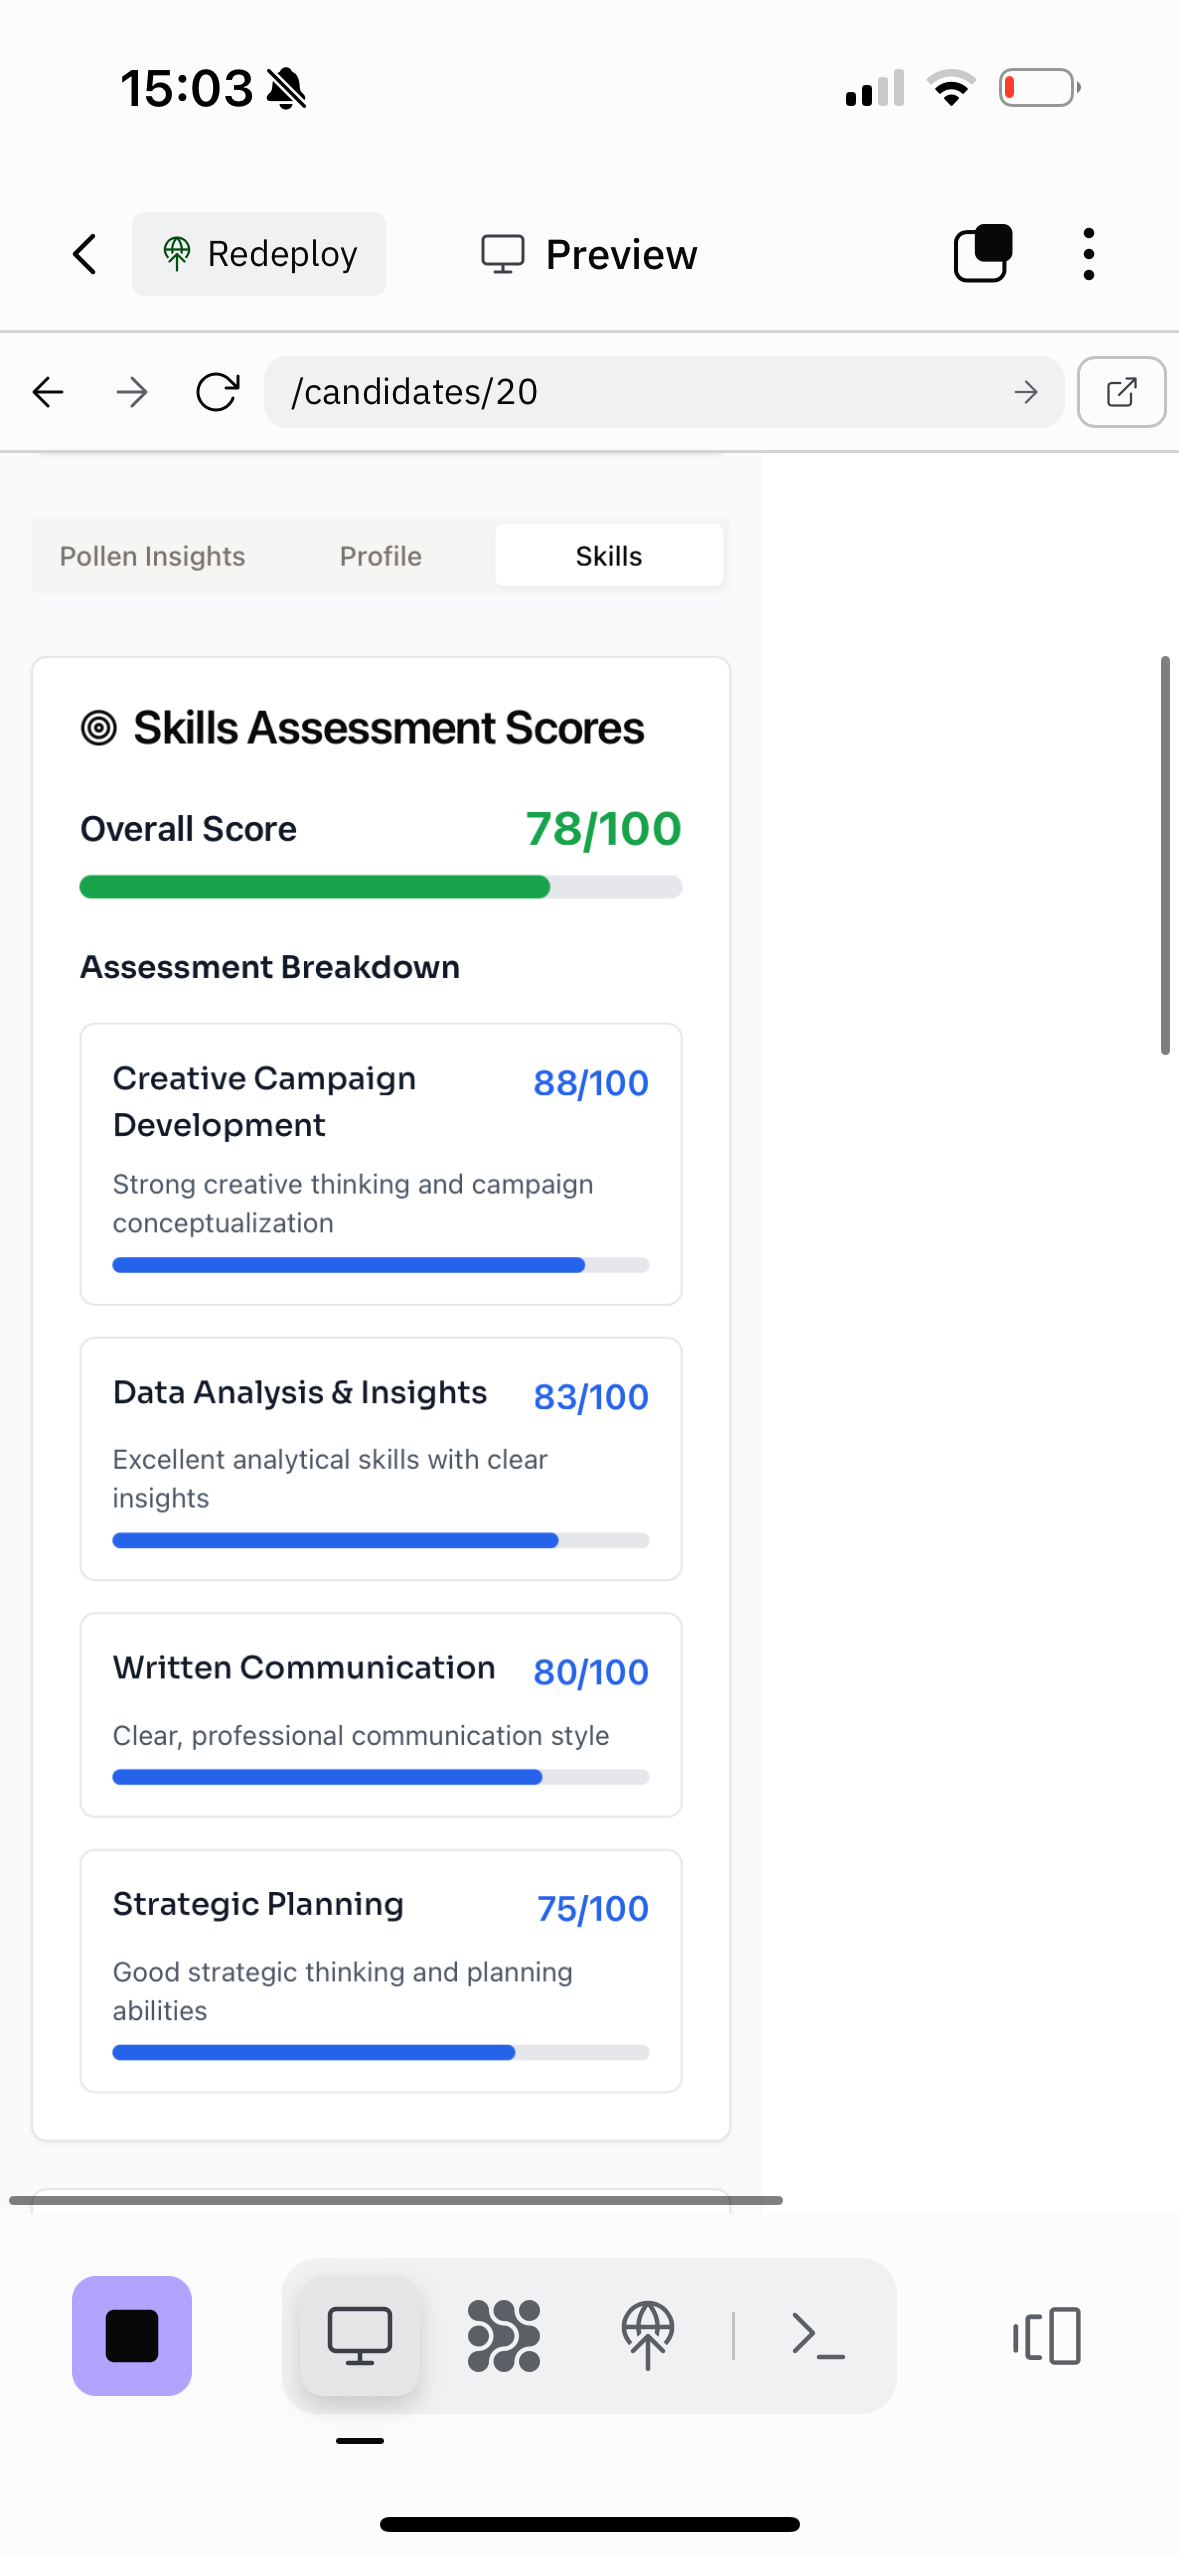 15:03
Redeploy
Preview
/candidates/20
Pollen Insights
Profile
Skills
Skills Assessment Scores
Overall Score
78/100
Assessment Breakdown
Creative Campaign
Development
88/100
Strong creative thinking and campaign
conceptualization
Data Analysis & Insights
83/100
Excellent analytical skills with clear
insights
Written Communication
80/100
Clear, professional communication style
Strategic Planning
75/100
Good strategic thinking and planning
abilities